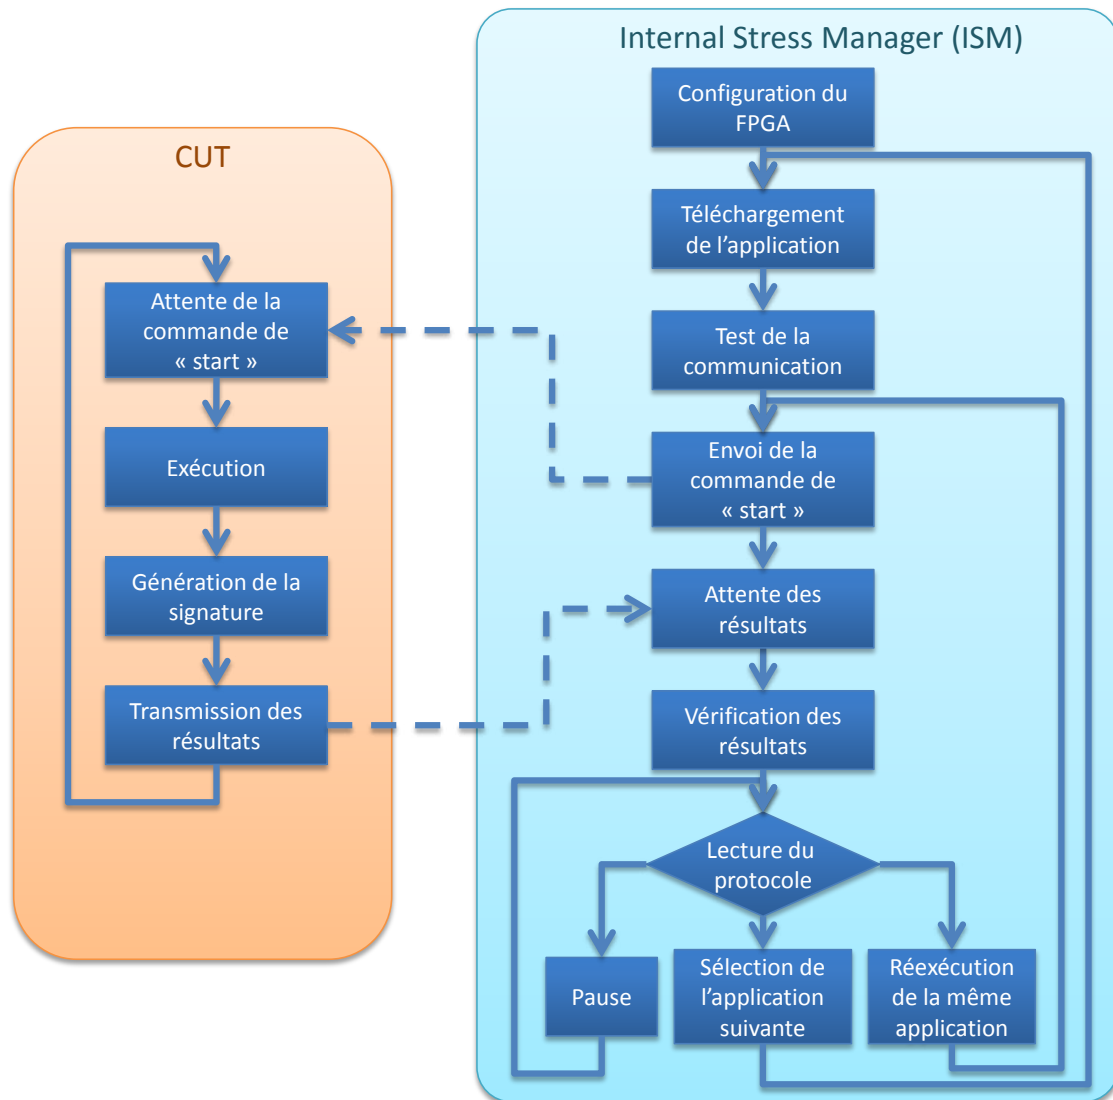 Internal Stress Manager (ISM)
Configuration du
FPGA
Téléchargement
de l’application
Test de la
communication
Envoi de la
commande de
« start »
Attente des
résultats
Vérification des
résultats
Lecture du
protocole
Pause
Sélection de
l’application
suivante
Réexécution
de la même
application
CUT
Attente de la
commande de
« start »
Exécution
Génération de la
signature
Transmission des
résultats